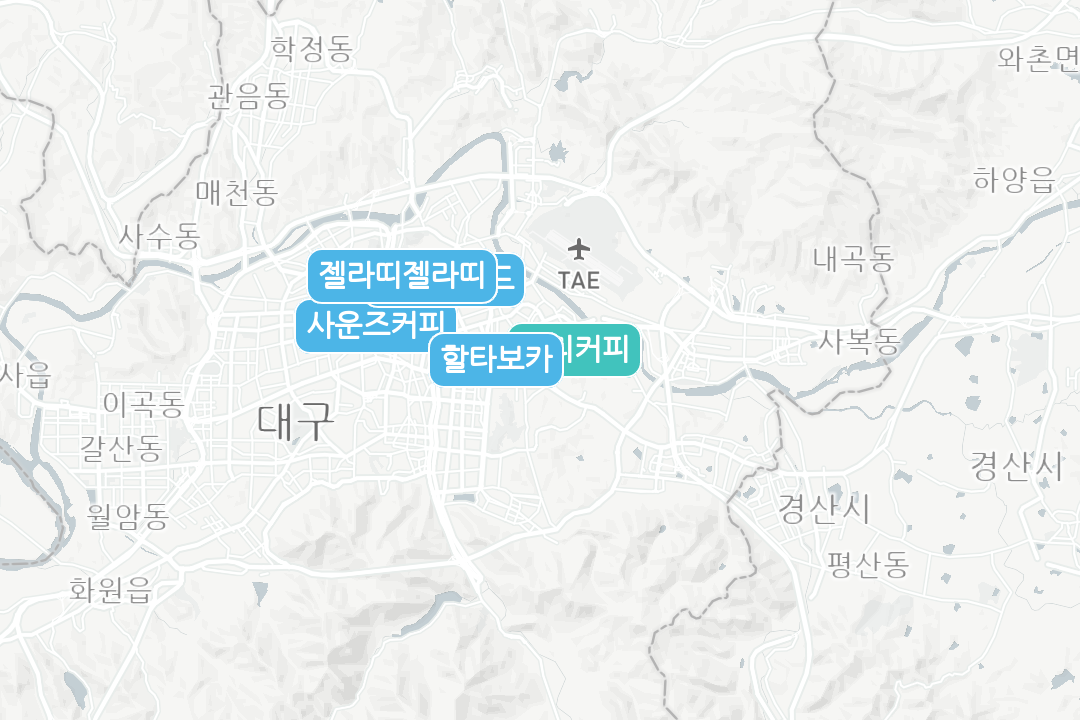 학정동
와촌면
관음동
하양읍
매천동
사수동
내곡동
TAE
젤라띠젤라띠
사운즈커피
할타보카
커피
사복동
사읍
이곡동
대구
갈산동
경산시
월암동
경산시
평산동
화원읍